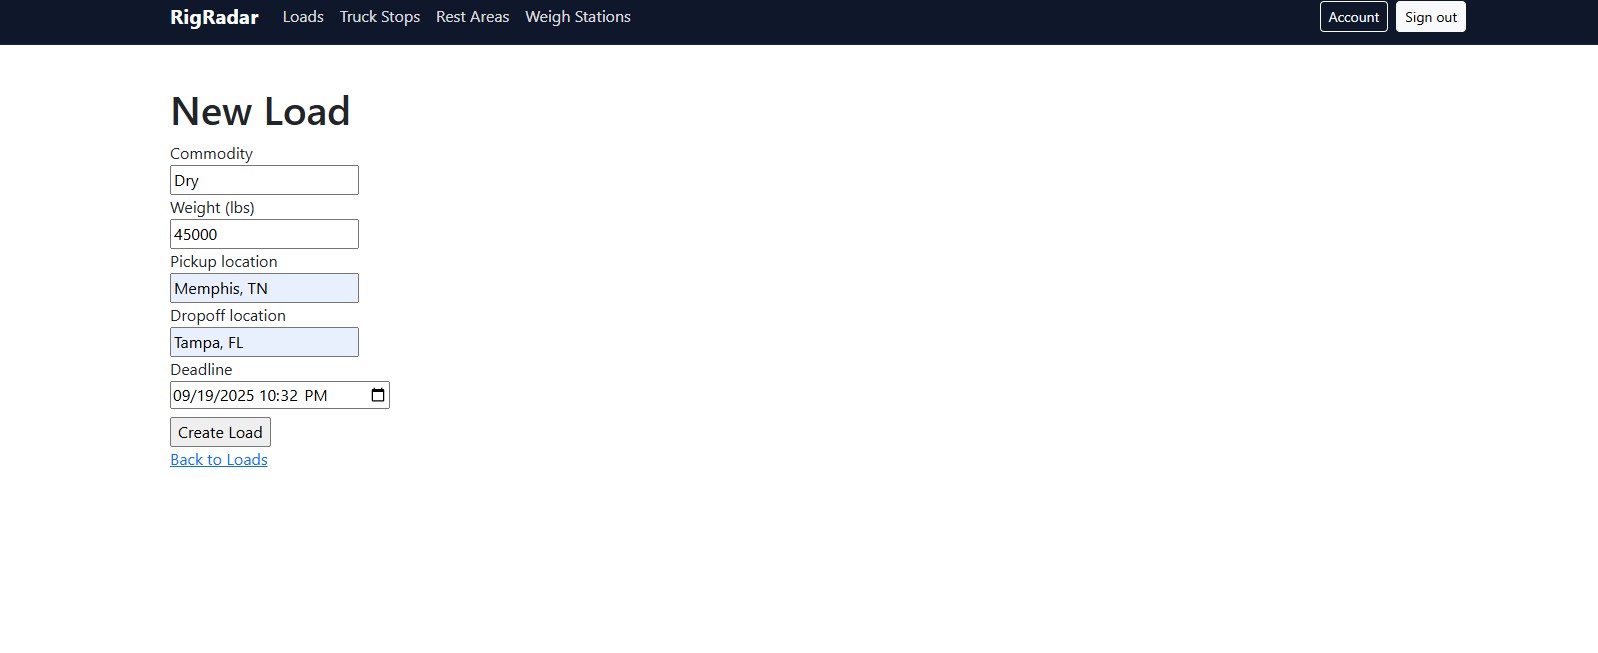 RigRadar Loads Truck Stops Rest Areas Weigh Stations Account Sign out
New Load
Commodity
Dry
Weight (lbs)
45000
Pickup location
Memphis, TN
Dropoff location
Tampa, FL
Deadline
09/19/2025 10:32 PM
Create Load
Back to Loads